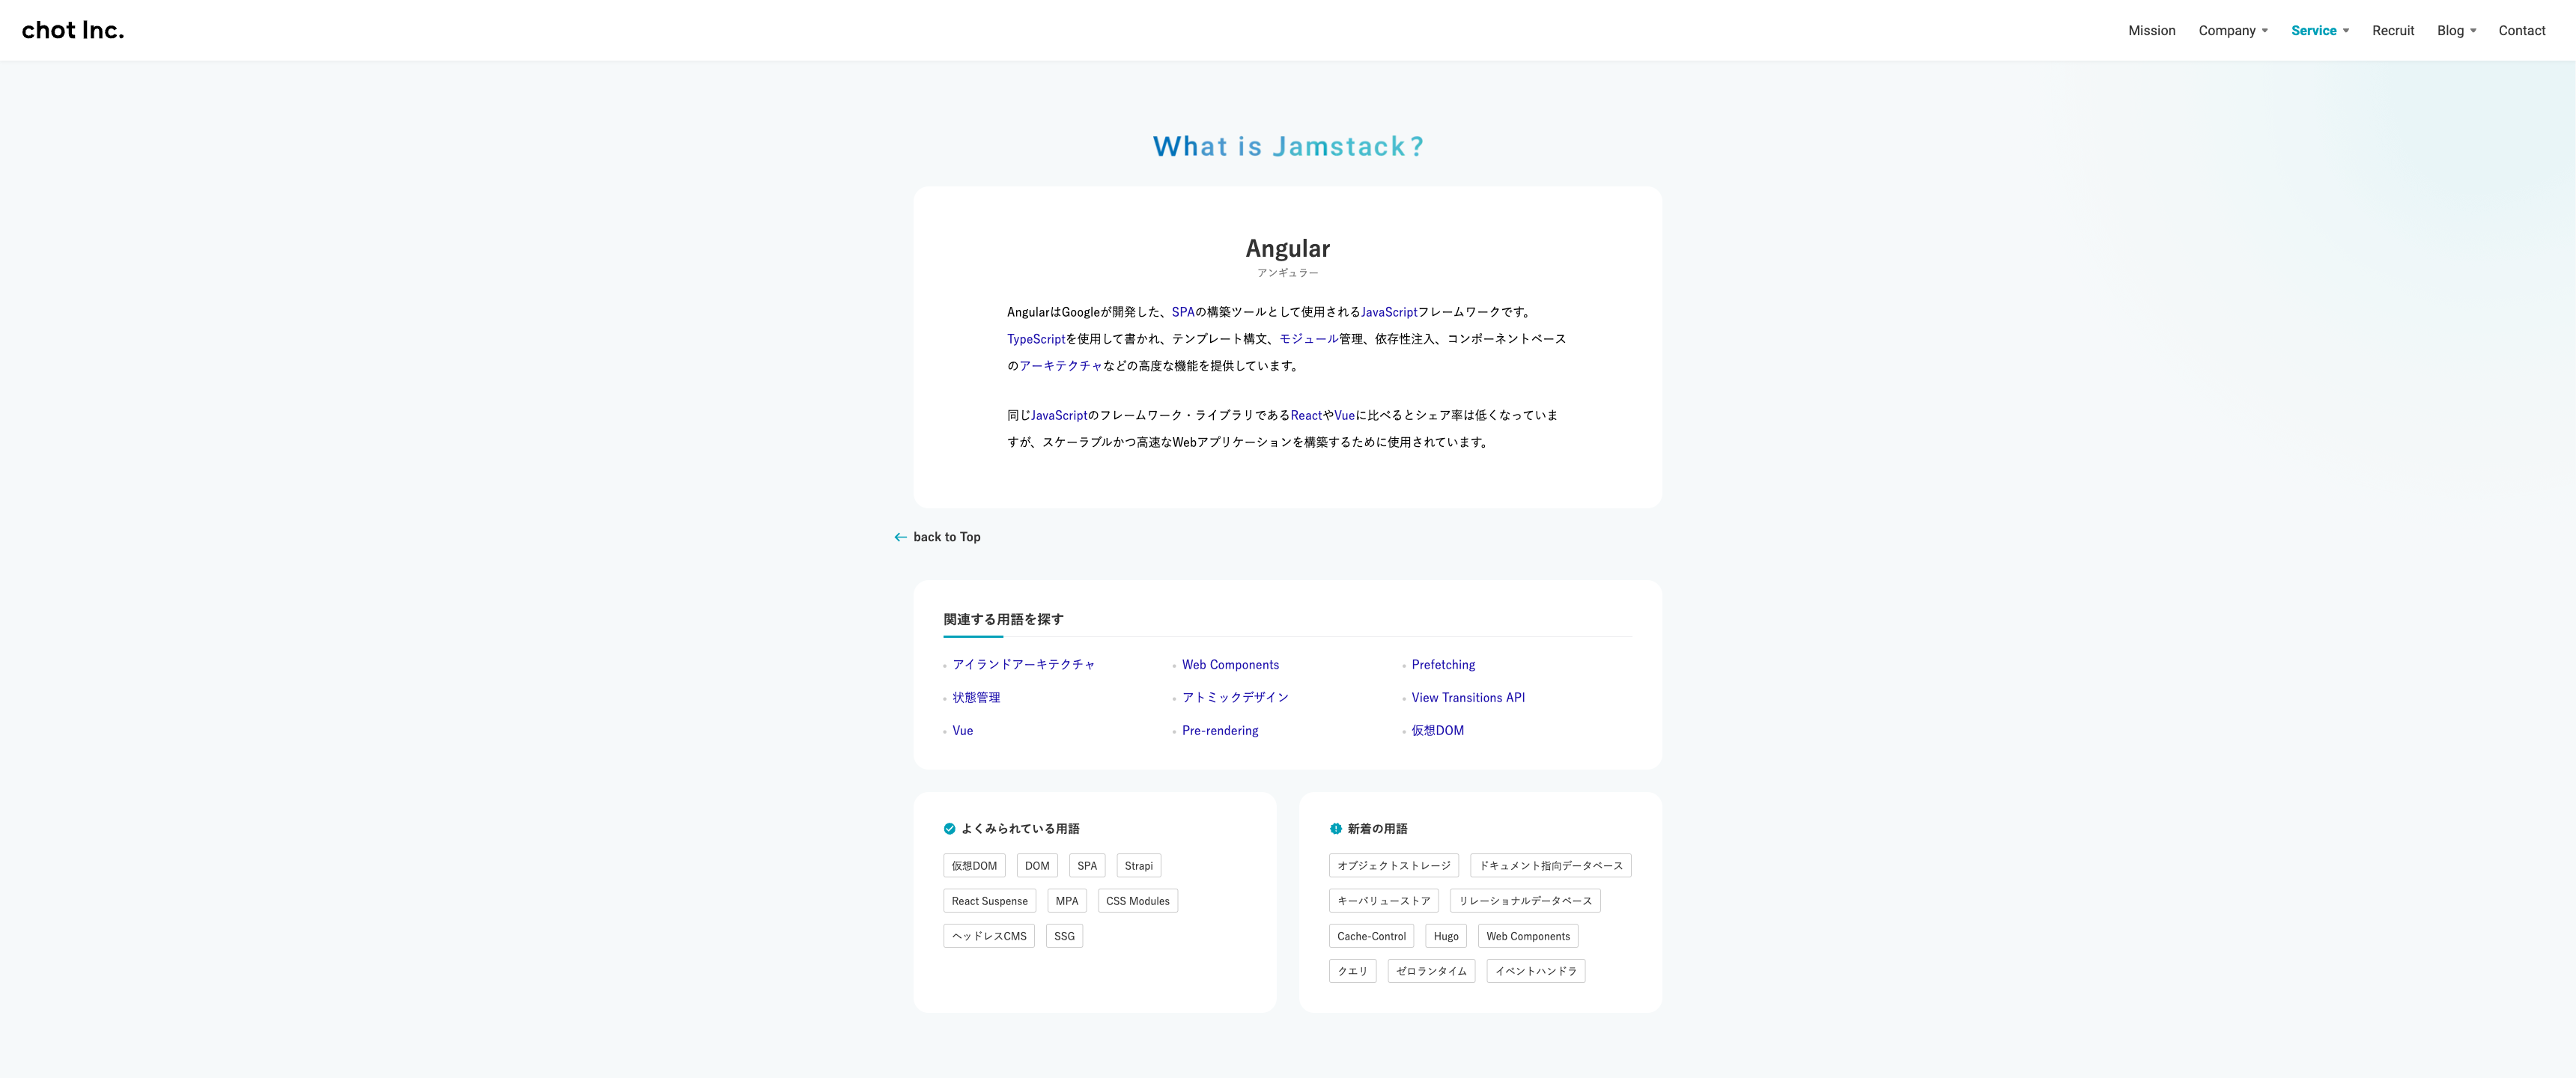 chot Inc.
Mission Company Service Recruit Blog Contact
What is Jamstack?
Angular
アンギュラー
AngularはGoogleが開発した、SPAの構築ツールとして使用されるJavaScriptフレームワークです。
TypeScriptを使用して書かれ、テンプレート構文、モジュール管理、依存性注入、コンポーネントベース
のアーキテクチャなどの高度な機能を提供しています。
同じJavaScriptのフレームワーク・ライブラリであるReactやVueに比べるとシェア率は低くなっていま
すが、スケーラブルかつ高速なWebアプリケーションを構築するために使用されています。
back to Top
関連する用語を探す
アイランドアーキテクチャ Web Components Prefetching
状態管理 アトミックデザイン View Transitions API
Vue Pre-rendering 仮想DOM
よくみられている用語
仮想DOM DOM SPA Strapi
React Suspense MPA CSS Modules
ヘッドレスCMS SSG
新着の用語
オブジェクトストレージ ドキュメント指向データベース
キーバリューストア リレーショナルデータベース
Cache-Control Hugo Web Components
クエリ ゼロランタイム イベントハンドラ